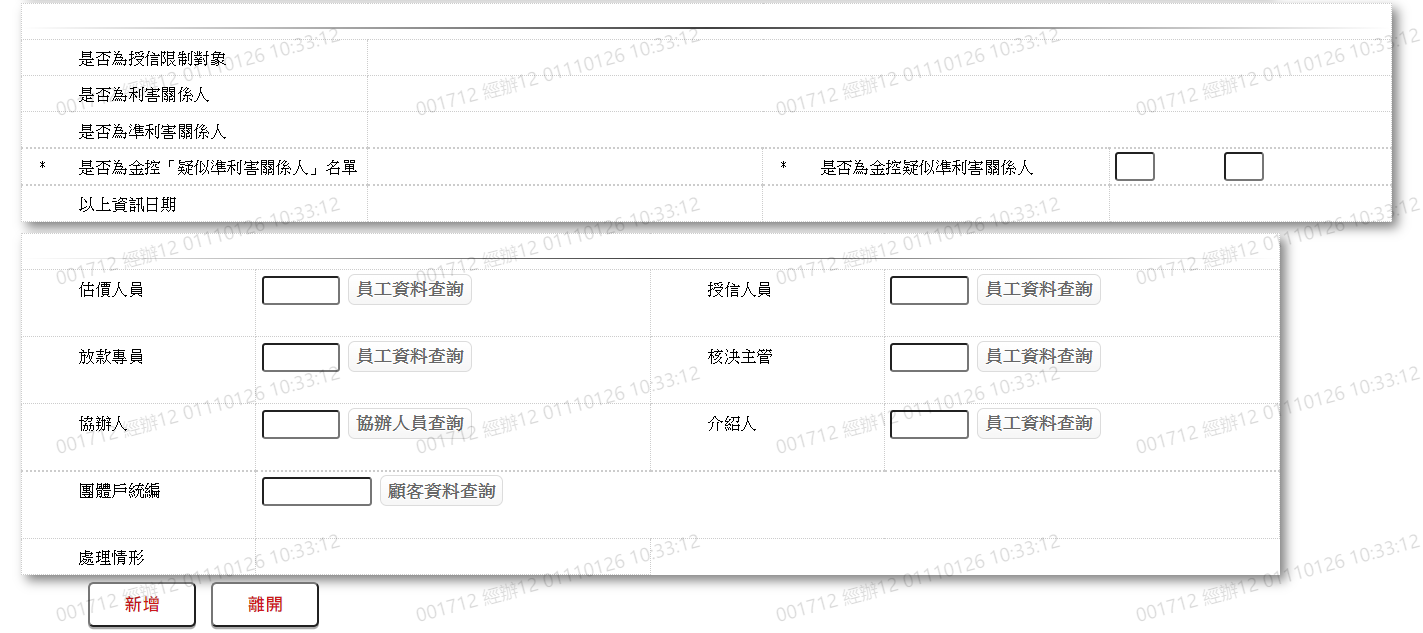 是否為授信限制對象
是否為利害關係人
是否為準利害關係人
* 是否為金控「疑似準利害關係人」名單 * 是否為金控疑似準利害關係人
以上資訊日期
估價人員 員工資料查詢 授信人員 員工資料查詢
放款專員 員工資料查詢 核決主管 員工資料查詢
協辦人 協辦人員查詢 介紹人 員工資料查詢
團體戶統編 顧客資料查詢
處理情形
新增 離開
001712 經辦12 01110126 10:33:12